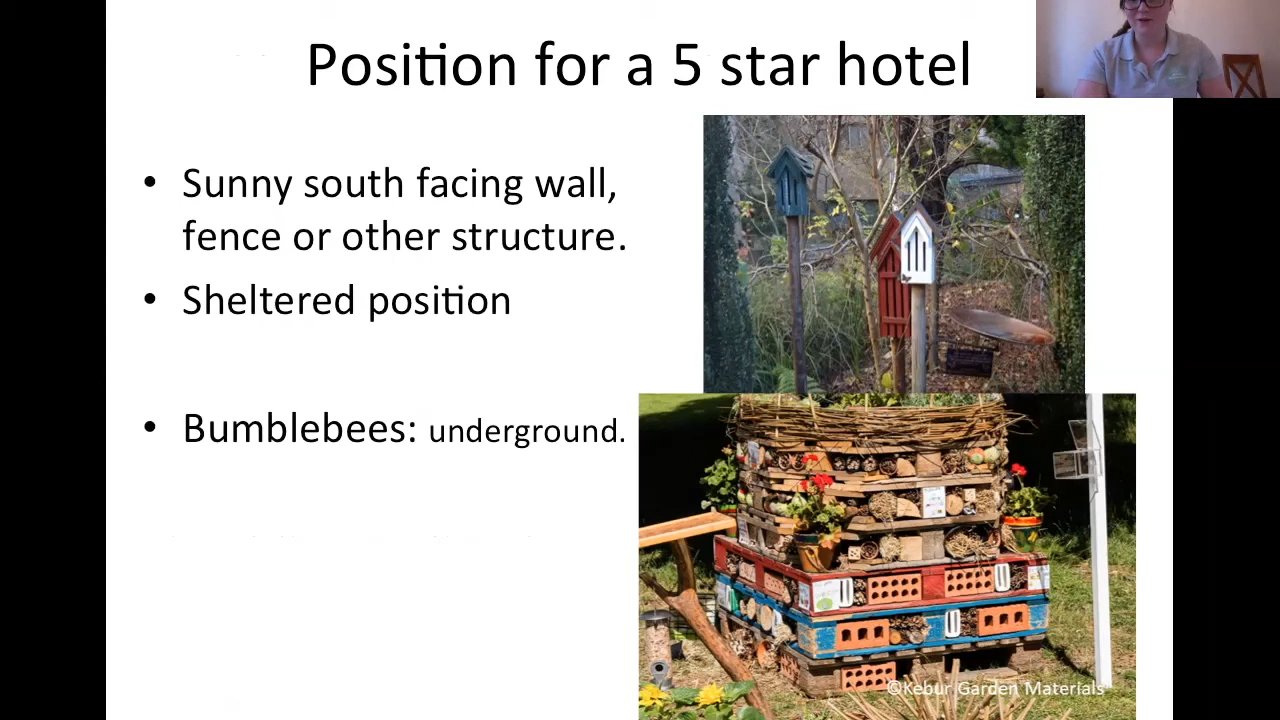 Position for a 5 star hotel
• Sunny south facing wall,
fence or other structure.
• Sheltered position
• Bumblebees: underground.
©Kebur Garden Materials